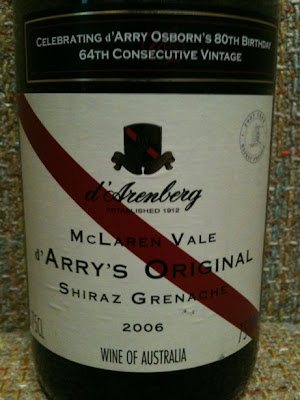 CELEBRATING d'ARRY OSBORN'S 80TH BIRTHDAY
64TH CONSECUTIVE VINTAGE
d'Arenberg
ESTABLISHED 1912
McLAREN VALE
d'ARRY'S ORIGINAL
SHIRAZ GRENACHE
2006
WINE OF AUSTRALIA